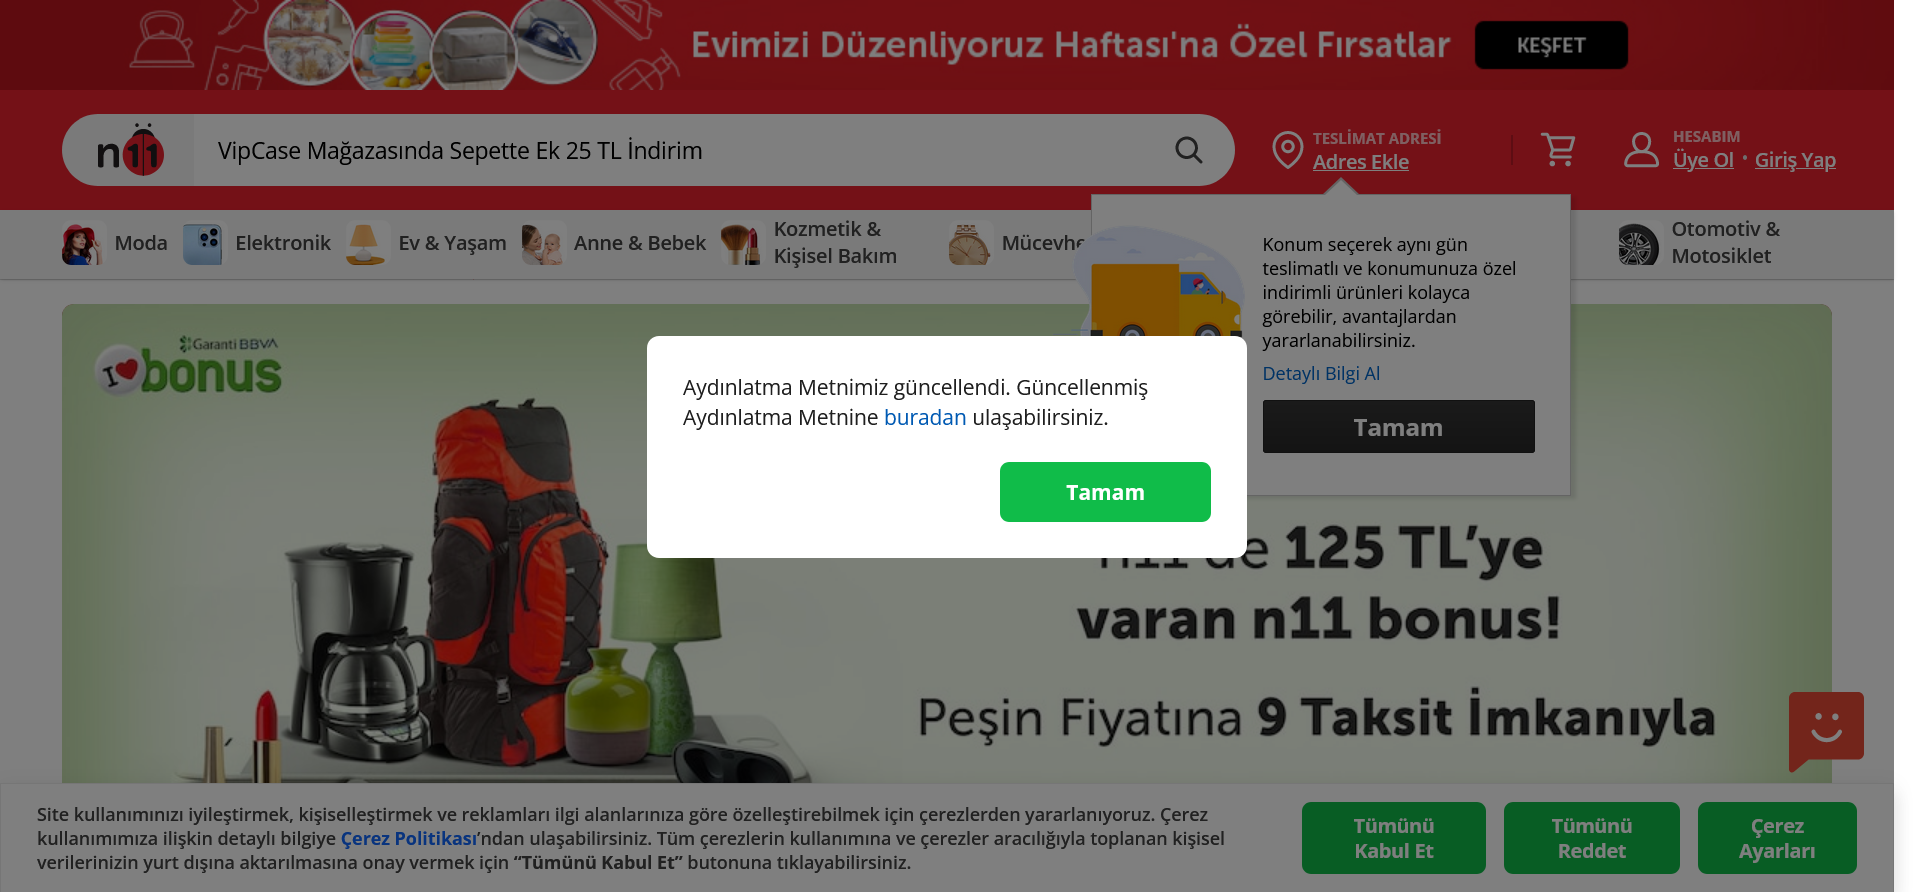 Evimizi Düzenliyoruz Haftası'na Özel Fırsatlar
KEŞFET
n11
VipCase Mağazasında Sepette Ek 25 TL İndirim
TESLİMAT ADRESİ
Adres Ekle
HESABIM
Üye Ol • Giriş Yap
Moda
Elektronik
Ev & Yaşam
Anne & Bebek
Kozmetik &
Kişisel Bakım
Otomotiv &
Motosiklet
Konum seçerek aynı gün
teslimatlı ve konumunuza özel
indirimli ürünleri kolayca
görebilir, avantajlardan
yararlanabilirsiniz.
Detaylı Bilgi Al
Tamam
Garanti BBVA
I bonus
Aydınlatma Metnimiz güncellendi. Güncellenmiş
Aydınlatma Metnine buradan ulaşabilirsiniz.
Tamam
n11'de 125 TL'ye
varan n11 bonus!
Peşin Fiyatına 9 Taksit İmkanıyla
Site kullanımınızı iyileştirmek, kişiselleştirmek ve reklamları ilgi alanlarınıza göre özelleştirebilmek için çerezlerden yararlanıyoruz. Çerez
kullanımımıza ilişkin detaylı bilgiye Çerez Politikası'ndan ulaşabilirsiniz. Tüm çerezlerin kullanımına ve çerezler aracılığıyla toplanan kişisel
verilerinizin yurt dışına aktarılmasına onay vermek için “Tümünü Kabul Et” butonuna tıklayabilirsiniz.
Tümünü
Kabul Et
Tümünü
Reddet
Çerez
Ayarları